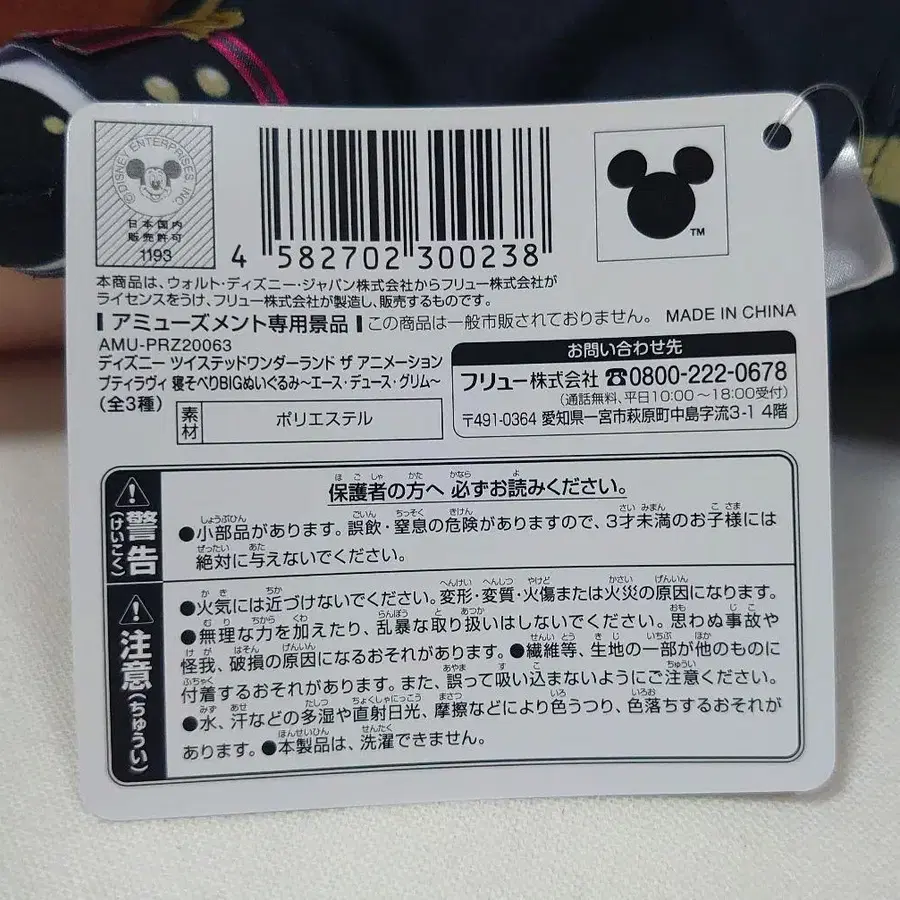 © DISNEY ENTERPRISES, INC.
日本国内
販売許可
1193
4 582702 300238
TM
本商品は、ウォルト・ディズニー・ジャパン株式会社からフリュー株式会社が
ライセンスをうけ、フリュー株式会社が製造し、販売するものです。
アミューズメント専用景品 この商品は一般市販されておりません。 MADE IN CHINA
AMU-PRZ20063
ディズニー ツイステッドワンダーランド ザ アニメーション
プティラヴィ 寝そべりBIGぬいぐるみ～エース・デュース・グリム～
(全3種)
素材 ポリエステル
お問い合わせ先
フリュー株式会社 ☎0800-222-0678
(通話無料、平日10:00～18:00受付)
〒491-0364 愛知県一宮市萩原町中島字流3-1 4階
警告(けいこく)
保護者の方へ 必ずお読みください。
●小部品があります。誤飲・窒息の危険がありますので、3才未満のお子様には
絶対に与えないでください。
注意(ちゅうい)
●火気には近づけないでください。変形・変質・火傷または火災の原因になります。
●無理な力を加えたり、乱暴な取り扱いはしないでください。思わぬ事故や
怪我、破損の原因になるおそれがあります。●繊維等、生地の一部が他のものに
付着するおそれがあります。また、誤って吸い込まないようにご注意ください。
●水、汗などの多湿や直射日光、摩擦などにより色うつり、色落ちするおそれが
あります。●本製品は、洗濯できません。